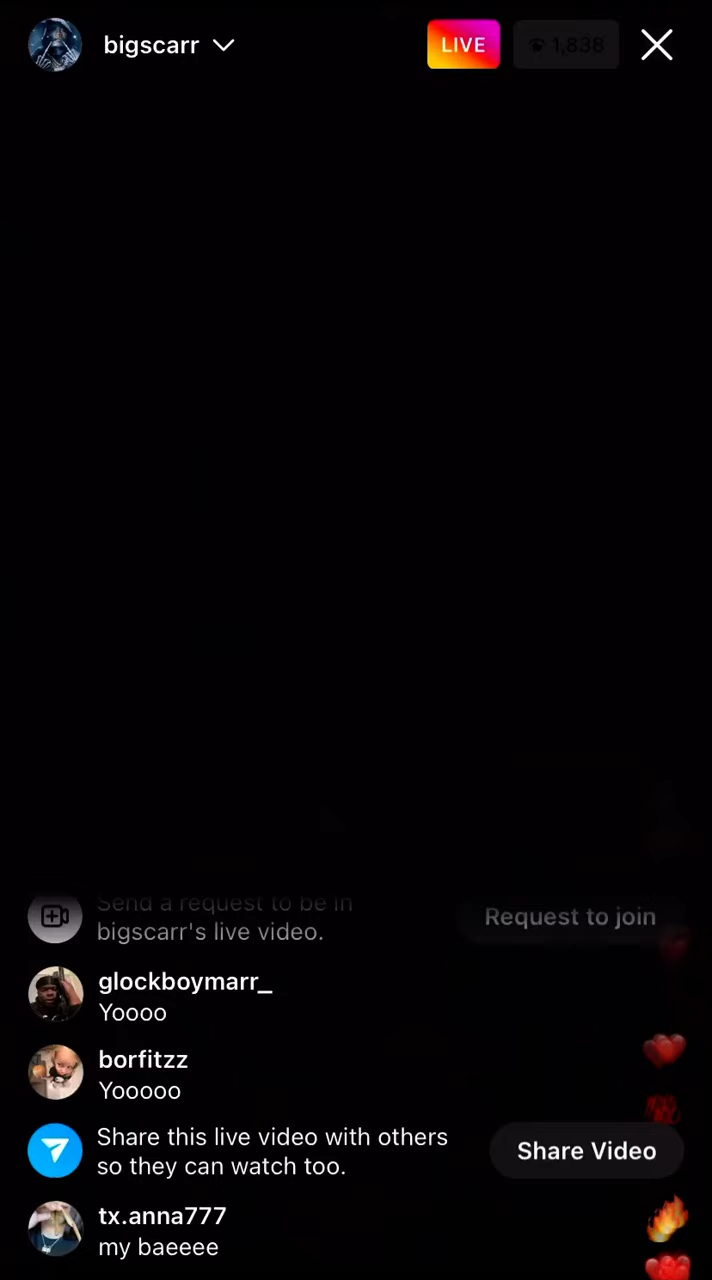 bigscarr
LIVE
1,838
Send a request to be in
bigscarr's live video.
Request to join
glockboymarr_
Yoooo
borfitzz
Yooooo
Share this live video with others
so they can watch too.
Share Video
tx.anna777
my baeeee